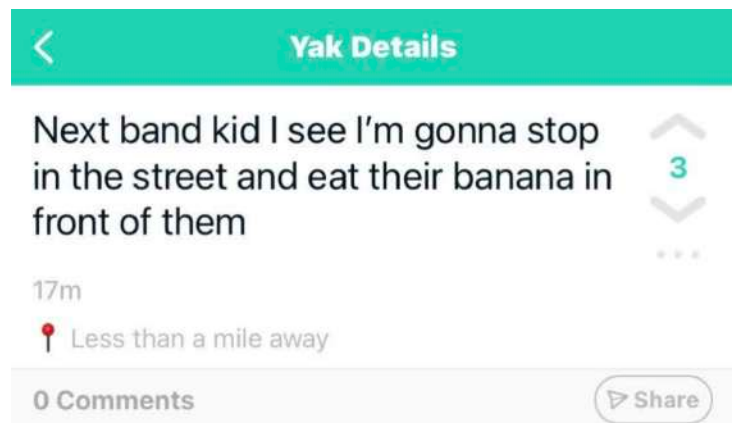 Yak Details
Next band kid I see I’m gonna stop
in the street and eat their banana in
front of them
3
17m
Less than a mile away
0 Comments
Share